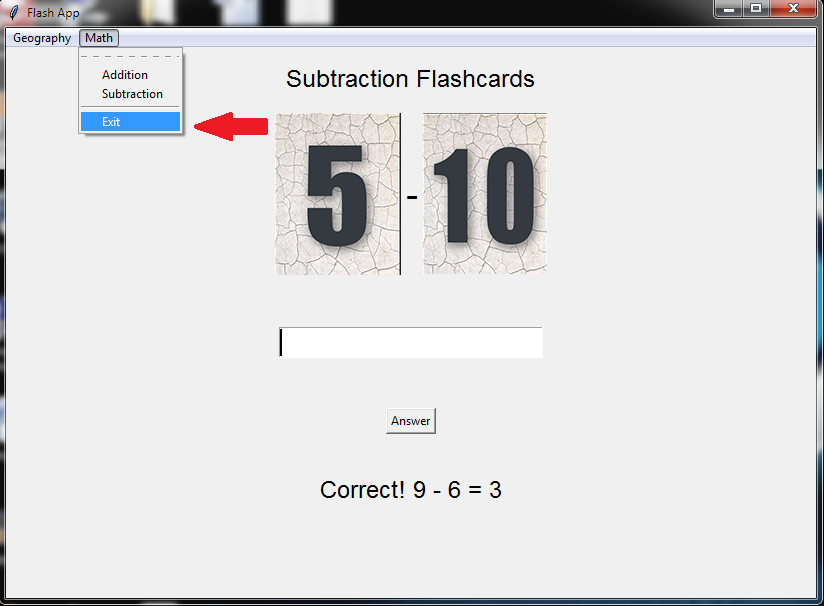 Flash App
Geography Math
Addition
Subtraction
Exit
Subtraction Flashcards
5 - 10
Answer
Correct! 9 - 6 = 3